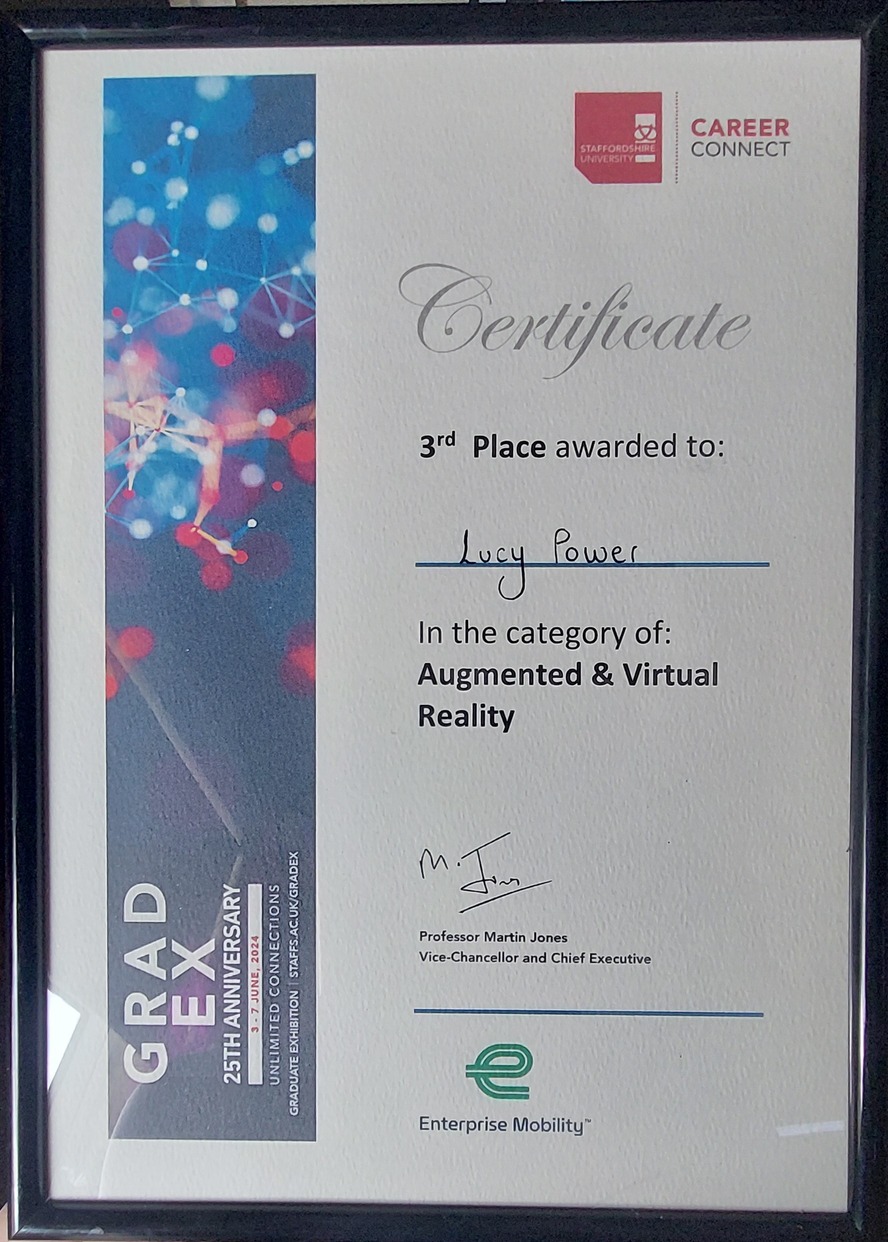 STAFFORDSHIRE
UNIVERSITY
CAREER
CONNECT
Certificate
3rd Place awarded to:
Lucy Power
In the category of:
Augmented & Virtual
Reality
M. Jones
Professor Martin Jones
Vice-Chancellor and Chief Executive
Enterprise Mobility™
GRAD
EX
25TH ANNIVERSARY
3 - 7 JUNE, 2024
UNLIMITED CONNECTIONS
GRADUATE EXHIBITION | STAFFS.AC.UK/GRADEX